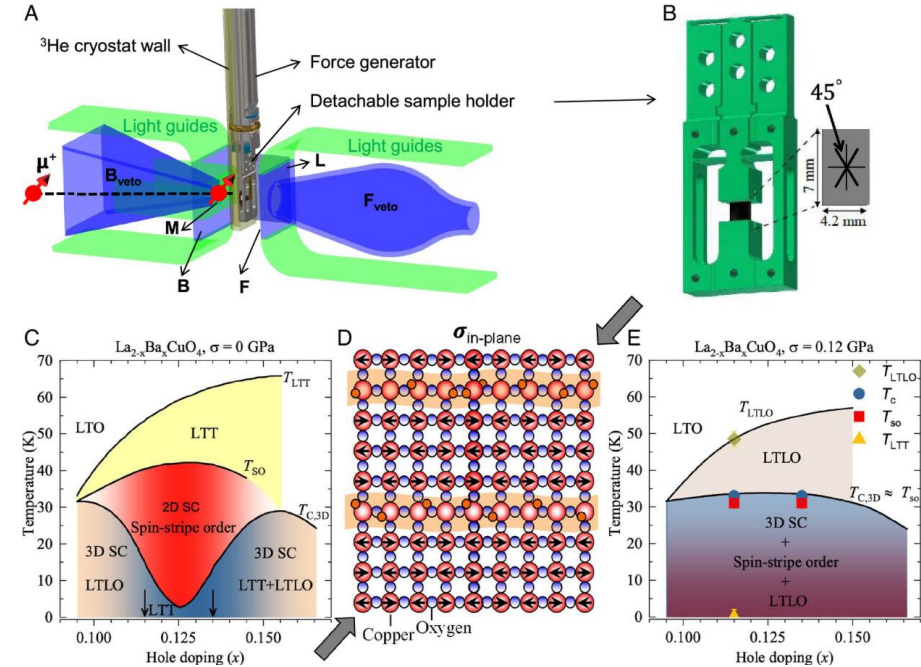 A
³He cryostat wall
Force generator
Detachable sample holder
Light guides
Light guides
μ⁺
B_veto
L
F_veto
M
B
F
B
45°
7 mm
4.2 mm
C
La₂₋ₓBaₓCuO₄, σ = 0 GPa
Temperature (K)
70
60
50
40
30
20
10
0
T_LTT
LTO
LTT
T_so
2D SC
Spin-stripe order
T_C,3D
3D SC
LTLO
LTT
3D SC
LTT+LTLO
0.100 0.125 0.150
Hole doping (x)
D
σ_in-plane
Copper Oxygen
E
La₂₋ₓBaₓCuO₄, σ = 0.12 GPa
Temperature (K)
70
60
50
40
30
20
10
0
T_LTLO
T_c
T_so
T_LTT
LTO
T_LTLO
LTLO
T_C,3D ≈ T_so
3D SC
+
Spin-stripe order
+
LTLO
0.100 0.125 0.150
Hole doping (x)